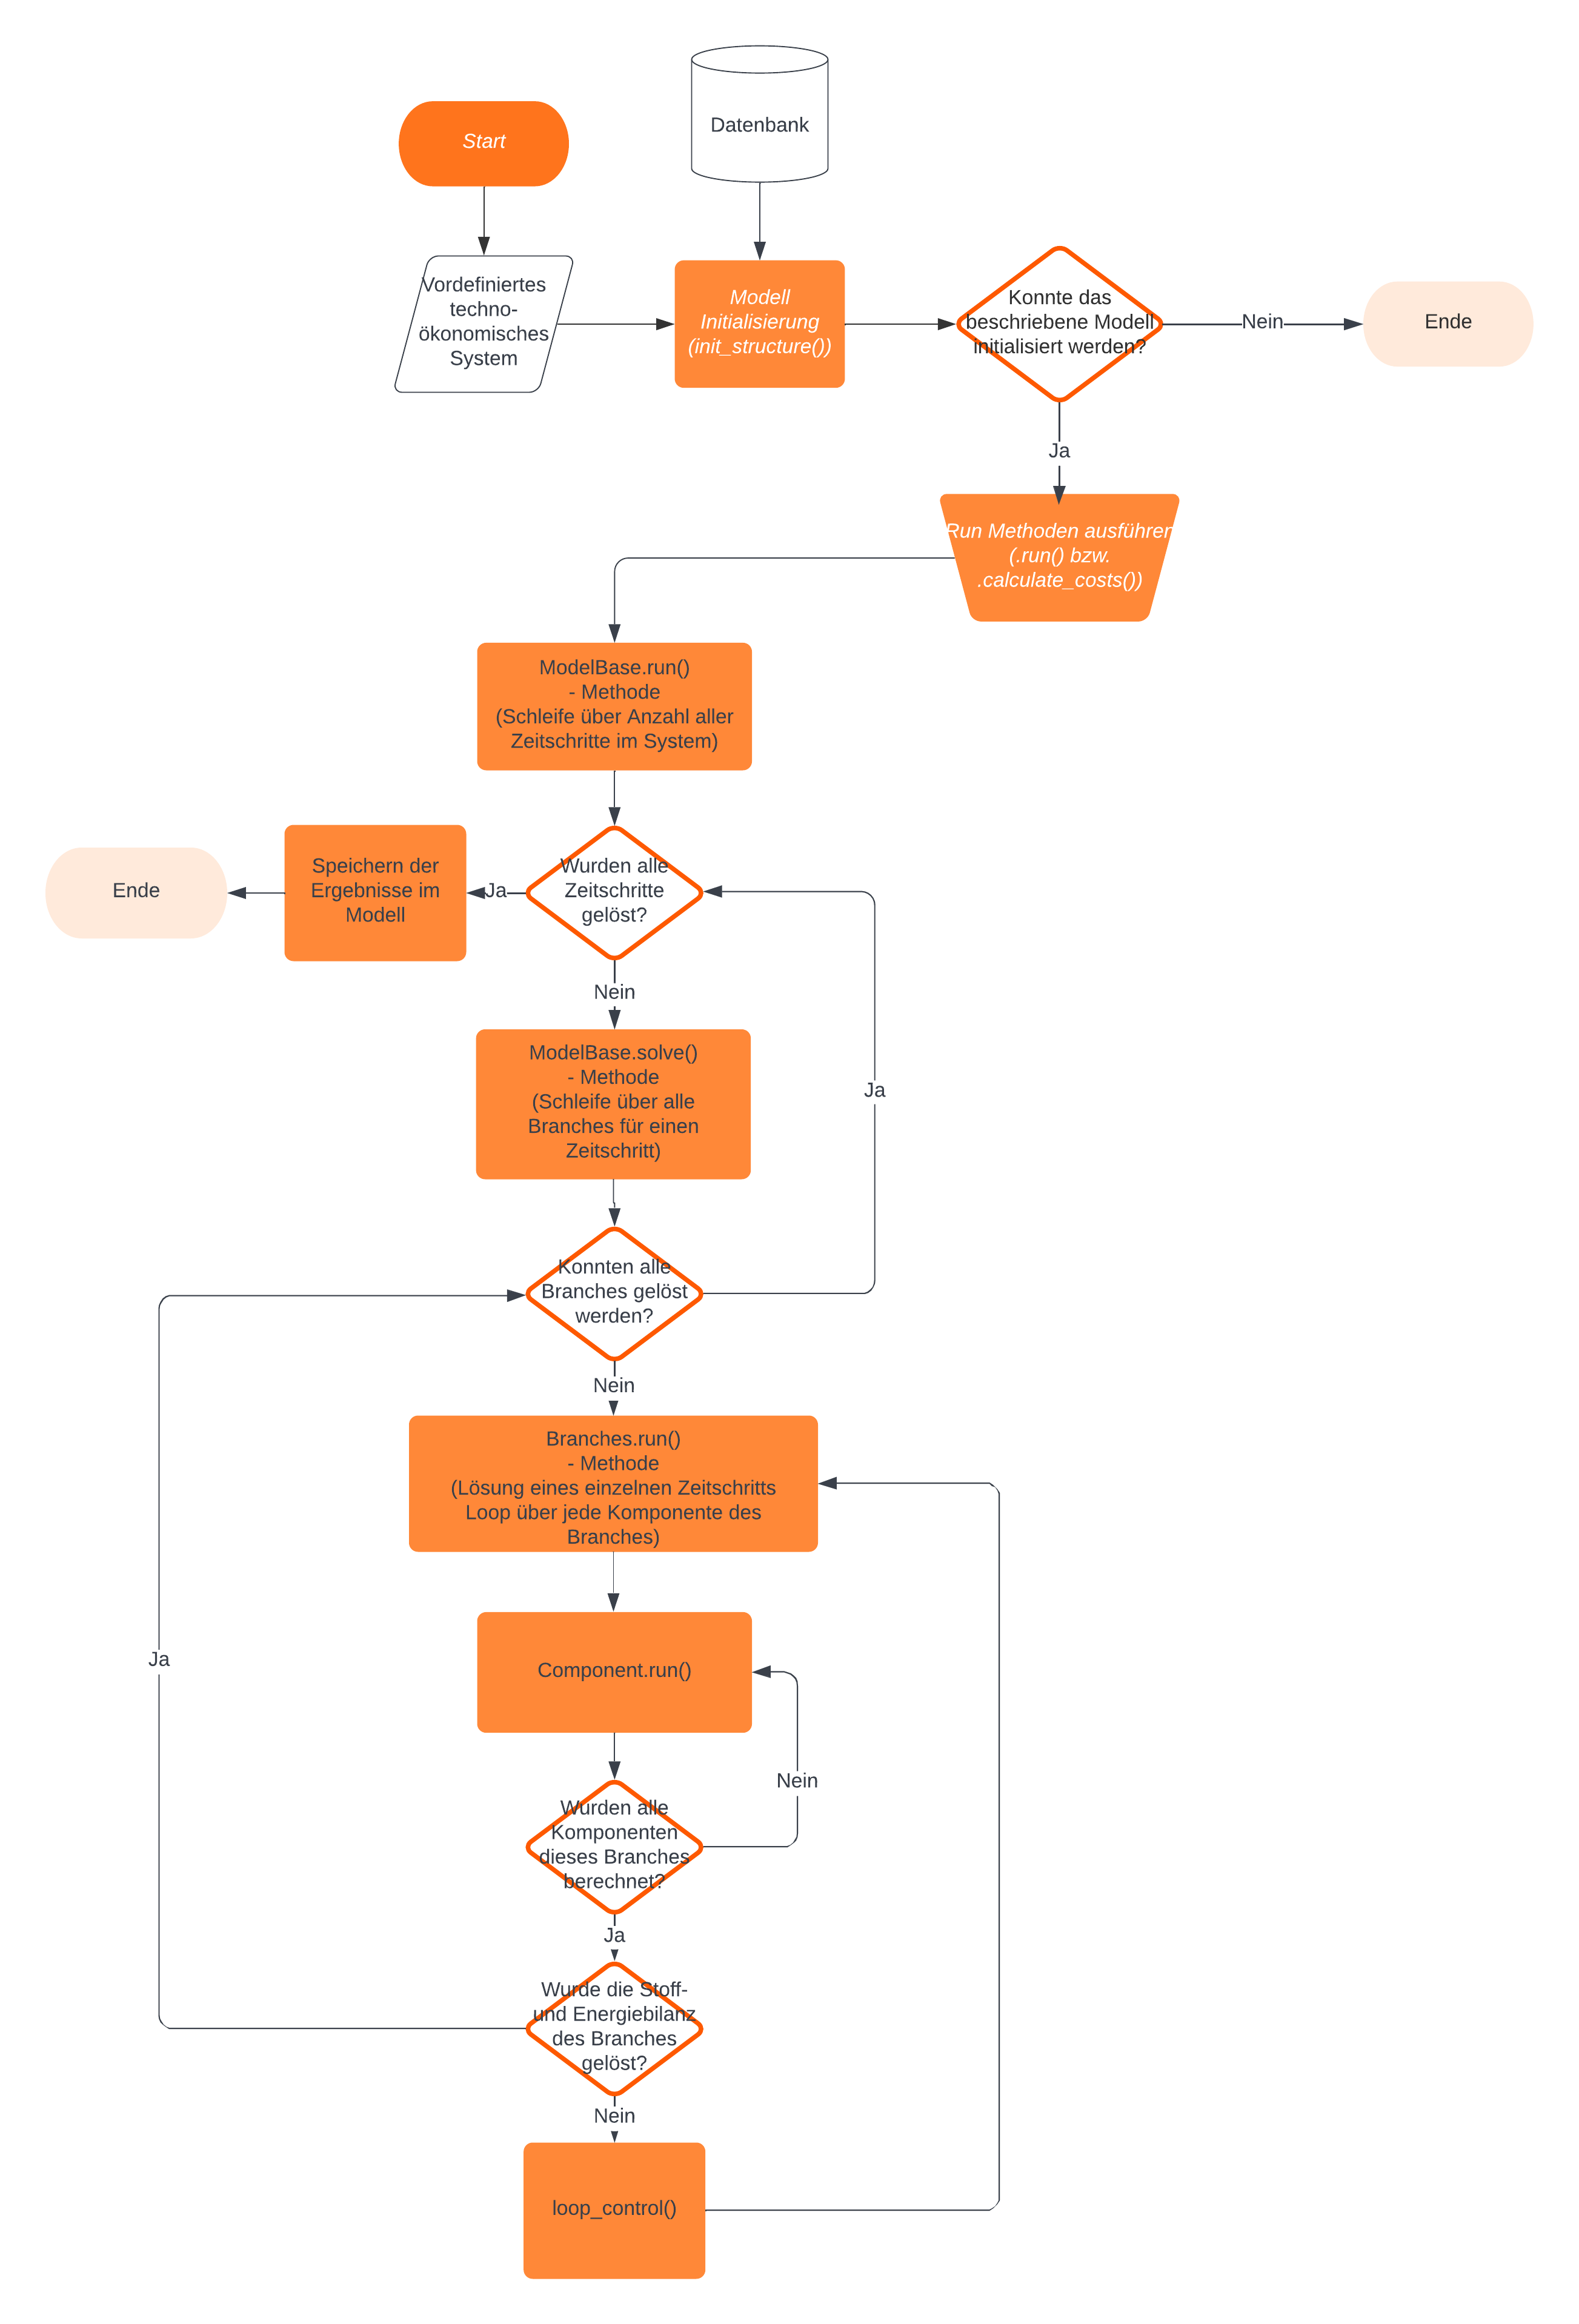 Start
Datenbank
Vordefiniertes
techno-
ökonomisches
System
Modell
Initialisierung
(init_structure())
Konnte das
beschriebene Modell
initialisiert werden?
Nein
Ende
Ja
Run Methoden ausführen
(.run() bzw.
.calculate_costs())
ModelBase.run()
- Methode
(Schleife über Anzahl aller
Zeitschritte im System)
Wurden alle
Zeitschritte
gelöst?
Ja
Speichern der
Ergebnisse im
Modell
Ende
Nein
ModelBase.solve()
- Methode
(Schleife über alle
Branches für einen
Zeitschritt)
Ja
Konnten alle
Branches gelöst
werden?
Nein
Branches.run()
- Methode
(Lösung eines einzelnen Zeitschritts
Loop über jede Komponente des
Branches)
Component.run()
Ja
Nein
Wurden alle
Komponenten
dieses Branches
berechnet?
Ja
Wurde die Stoff-
und Energiebilanz
des Branches
gelöst?
Nein
loop_control()